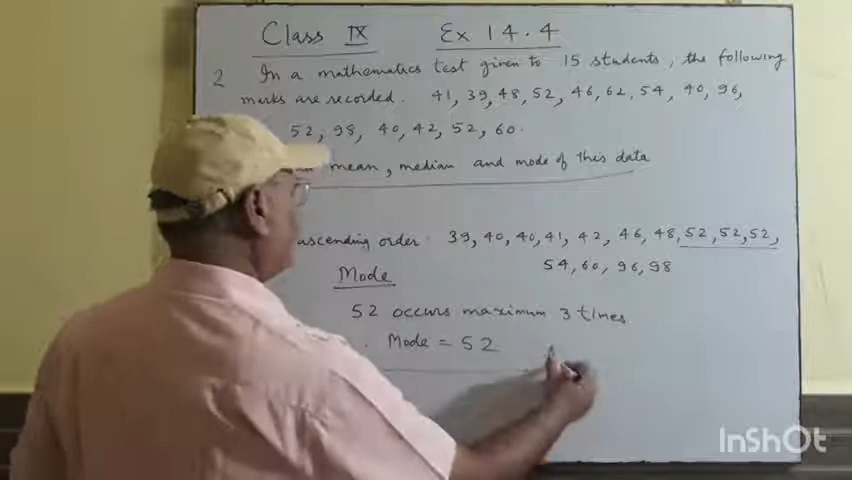 Class IX Ex 14.4
2 In a mathematics test given to 15 students, the following
marks are recorded. 41, 39, 48, 52, 46, 62, 54, 40, 96,
52, 98, 40, 42, 52, 60.
mean, median and mode of this data
ascending order. 39, 40, 40, 41, 42, 46, 48, 52, 52, 52,
54, 60, 96, 98
Mode
52 occurs maximum 3 times
Mode = 52
InShOt